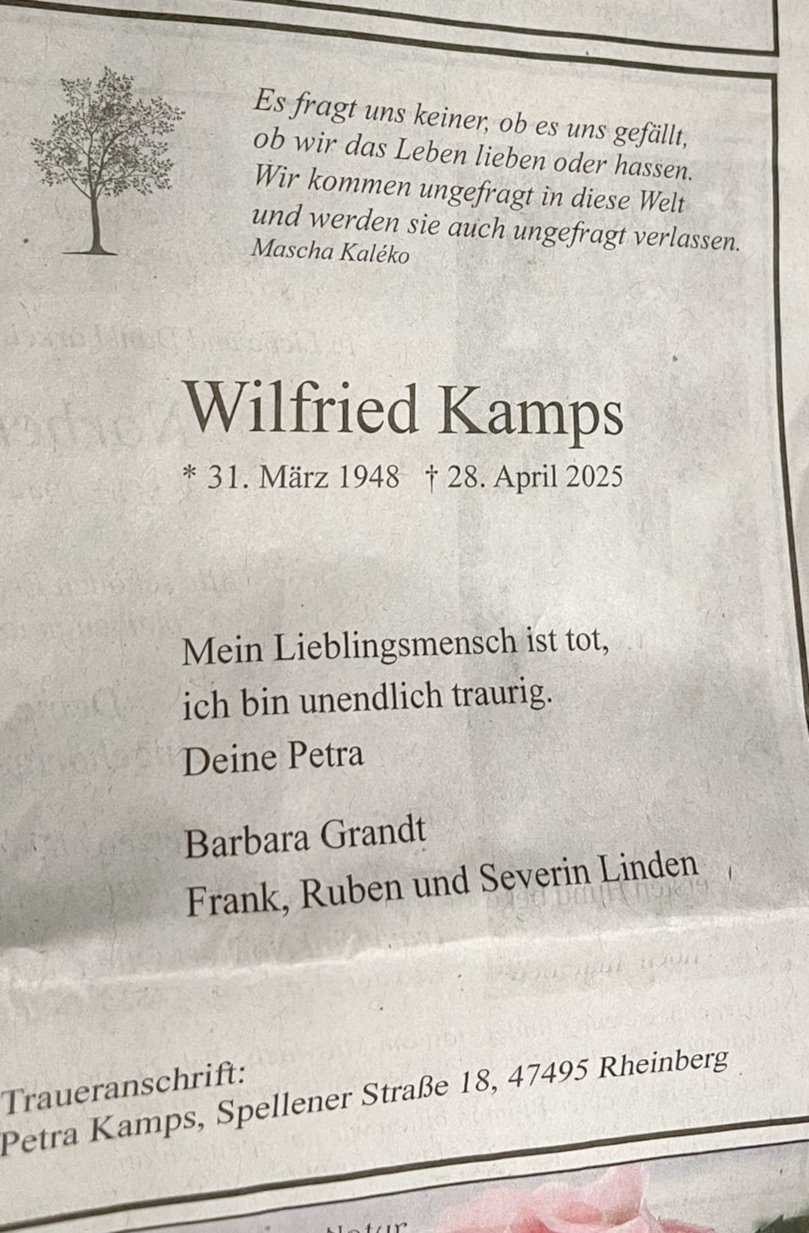 Es fragt uns keiner, ob es uns gefällt,
ob wir das Leben lieben oder hassen.
Wir kommen ungefragt in diese Welt
und werden sie auch ungefragt verlassen.
Mascha Kaléko
Wilfried Kamps
* 31. März 1948 † 28. April 2025
Mein Lieblingsmensch ist tot,
ich bin unendlich traurig.
Deine Petra
Barbara Grandt
Frank, Ruben und Severin Linden
Traueranschrift:
Petra Kamps, Spellener Straße 18, 47495 Rheinberg